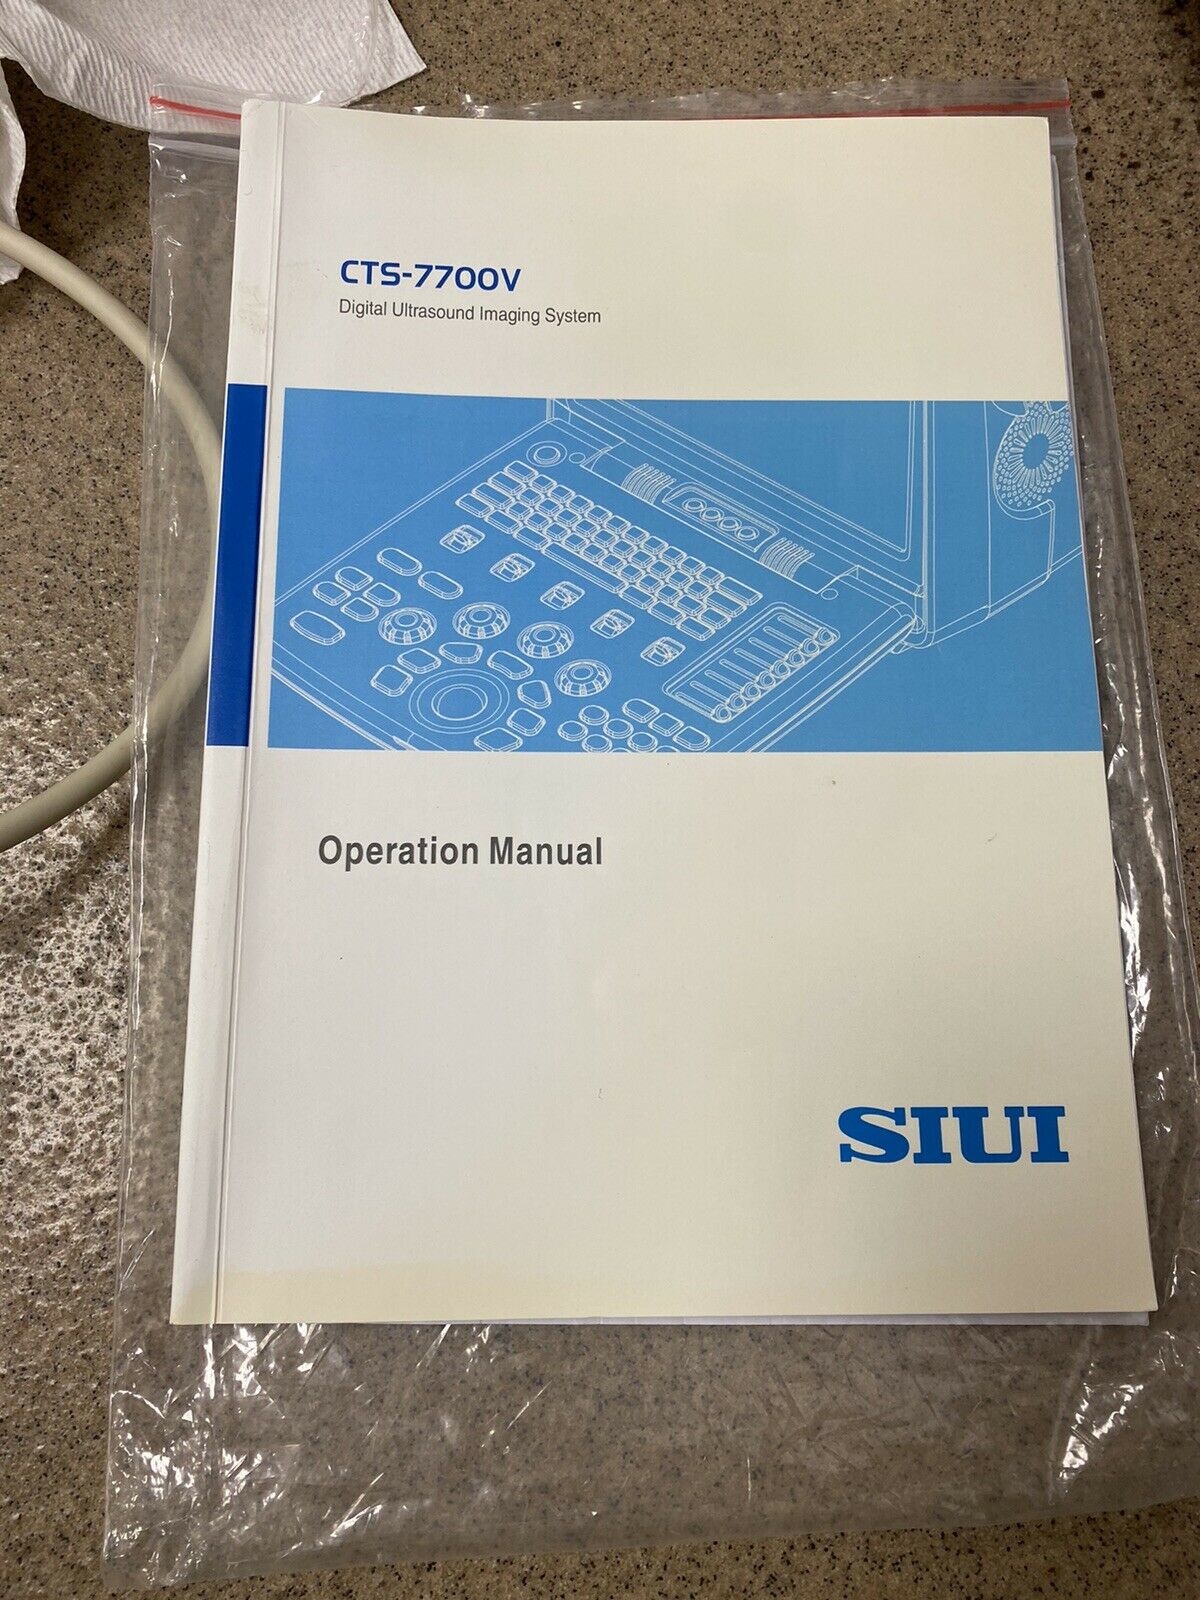 CTS-7700V
Digital Ultrasound Imaging System
Operation Manual
SIUI